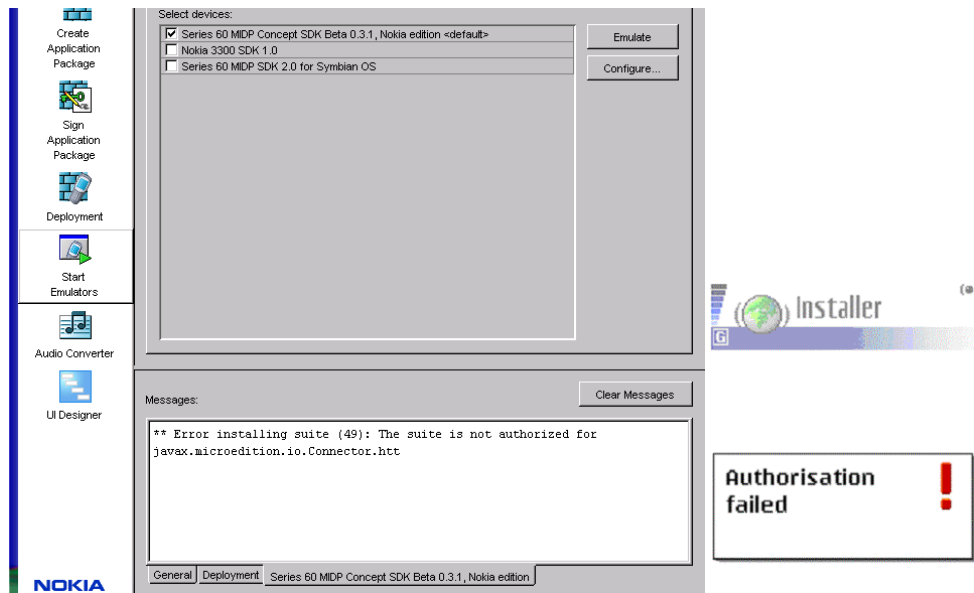 Create
Application
Package
Sign
Application
Package
Deployment
Start
Emulators
Audio Converter
UI Designer
NOKIA
Select devices:
Series 60 MIDP Concept SDK Beta 0.3.1, Nokia edition <default>
Nokia 3300 SDK 1.0
Series 60 MIDP SDK 2.0 for Symbian OS
Emulate
Configure...
Messages:
Clear Messages
** Error installing suite (49): The suite is not authorized for
javax.microedition.io.Connector.htt
General
Deployment
Series 60 MIDP Concept SDK Beta 0.3.1, Nokia edition
Installer
G
Authorisation
failed
!